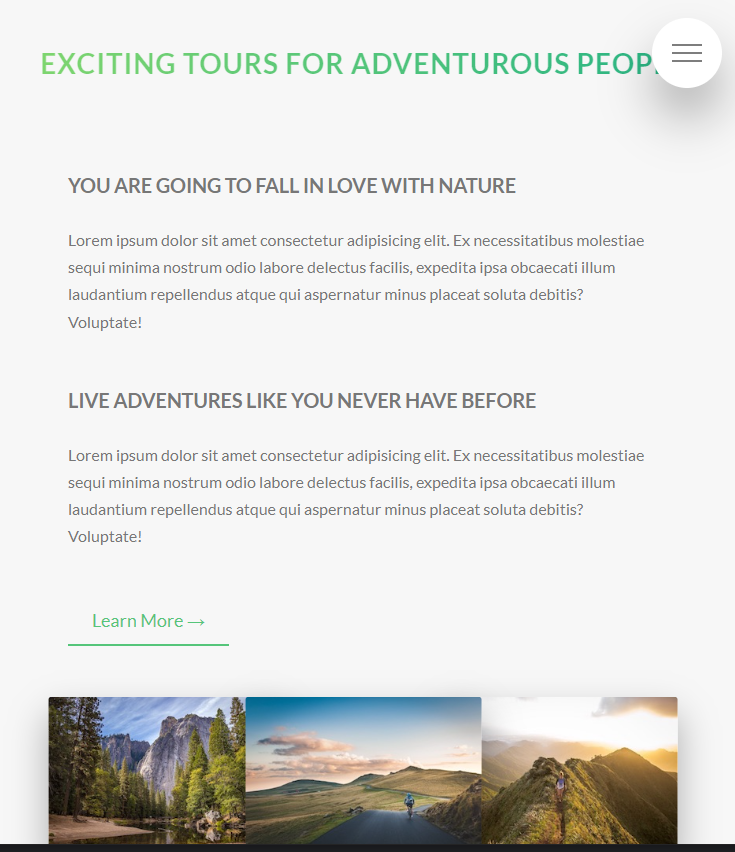 EXCITING TOURS FOR ADVENTUROUS
YOU ARE GOING TO FALL IN LOVE WITH NATURE
Lorem ipsum dolor sit amet consectetur adipisicing elit. Ex necessitatibus molestiae
sequi minima nostrum odio labore delectus facilis, expedita ipsa obcaecati illum
laudantium repellendus atque qui aspernatur minus placeat soluta debitis?
Voluptate!
LIVE ADVENTURES LIKE YOU NEVER HAVE BEFORE
Lorem ipsum dolor sit amet consectetur adipisicing elit. Ex necessitatibus molestiae
sequi minima nostrum odio labore delectus facilis, expedita ipsa obcaecati illum
laudantium repellendus atque qui aspernatur minus placeat soluta debitis?
Voluptate!
Learn More →